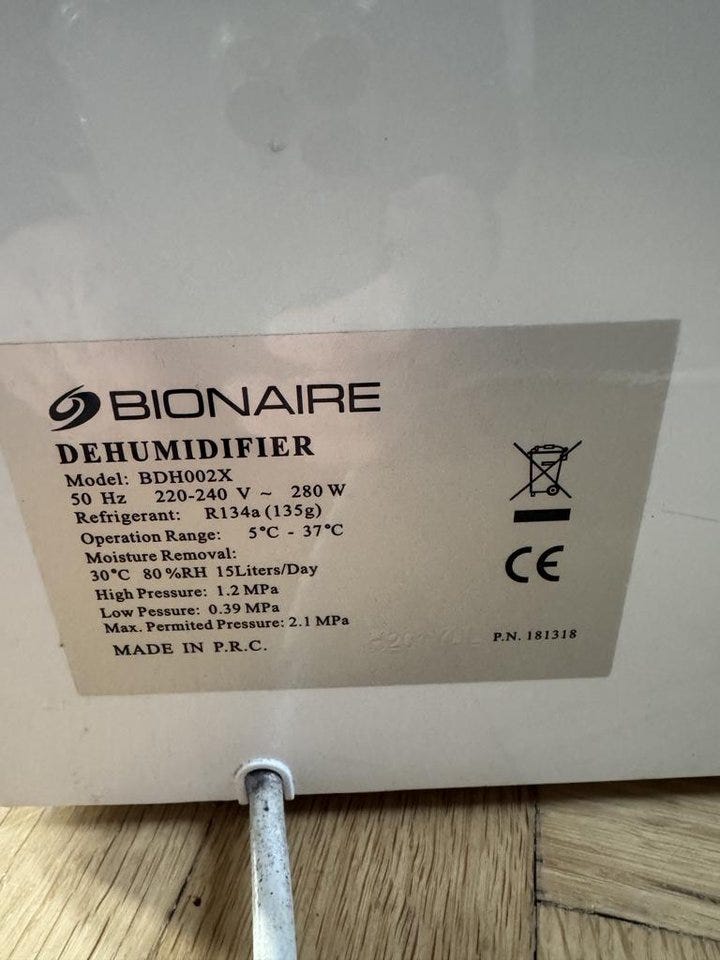 BIONAIRE
DEHUMIDIFIER
Model: BDH002X
50 Hz 220-240 V ~ 280 W
Refrigerant: R134a (135g)
Operation Range: 5°C - 37°C
Moisture Removal:
30°C 80%RH 15Liters/Day
High Pressure: 1.2 MPa
Low Pessure: 0.39 MPa
Max. Permited Pressure: 2.1 MPa
MADE IN P.R.C.
CE
P.N. 181318